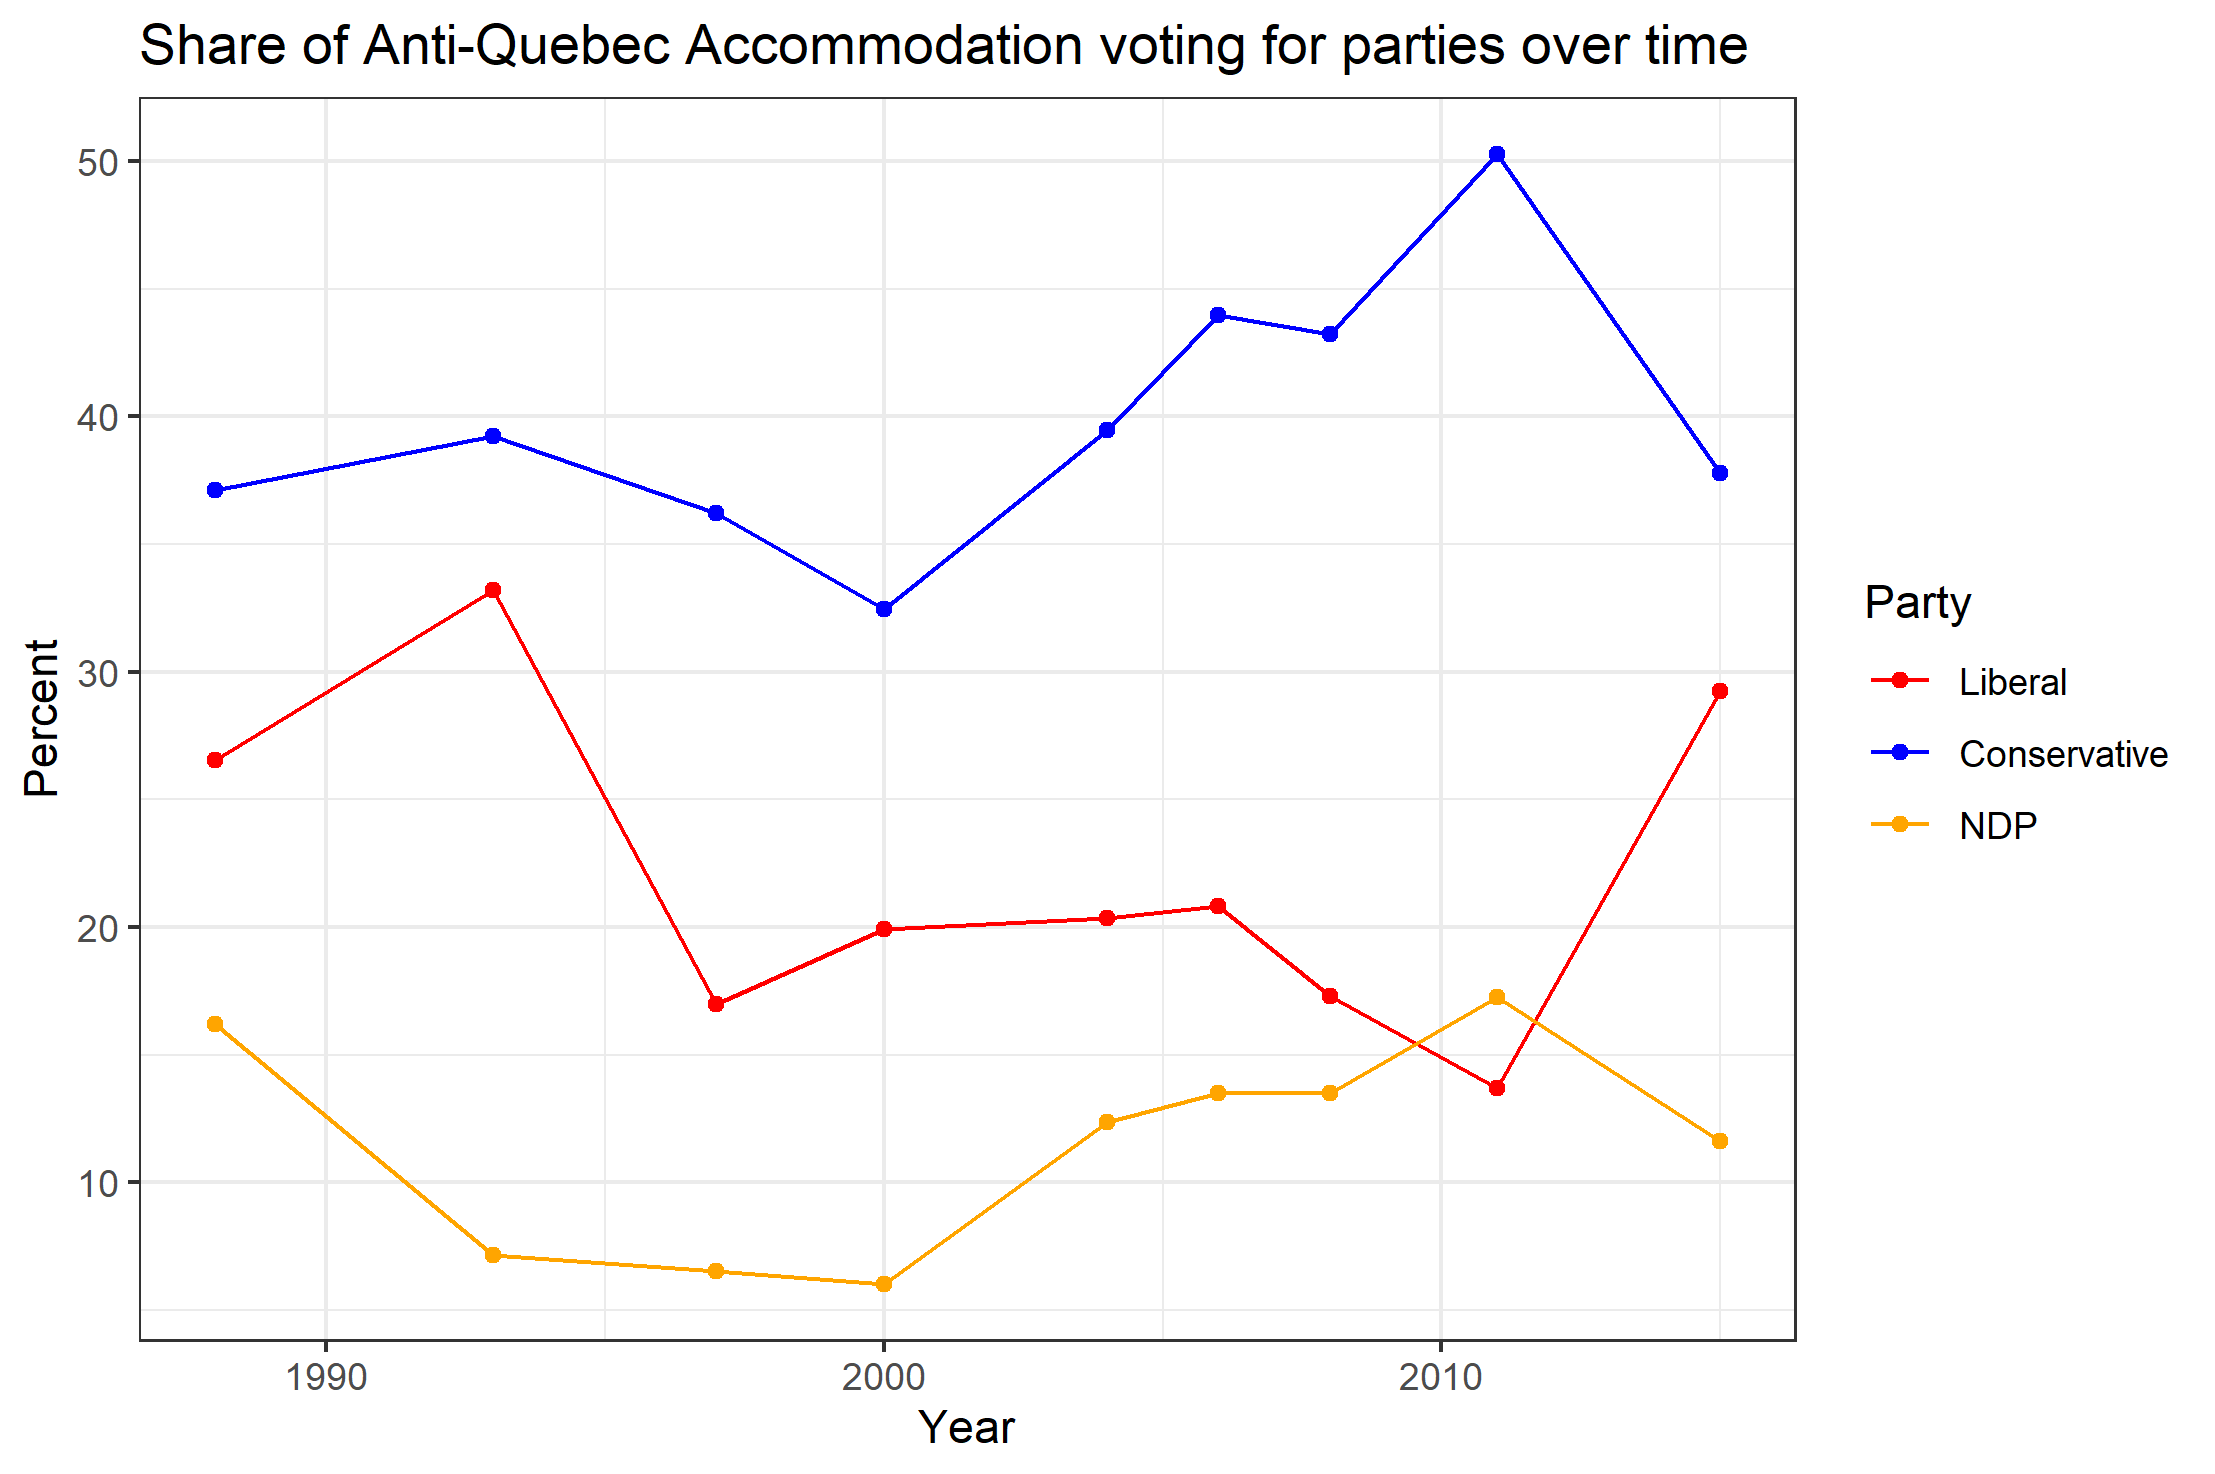 Share of Anti-Quebec Accommodation voting for parties over time
50
40
30
20
10
Percent
1990
2000
2010
Year
Party
Liberal
Conservative
NDP